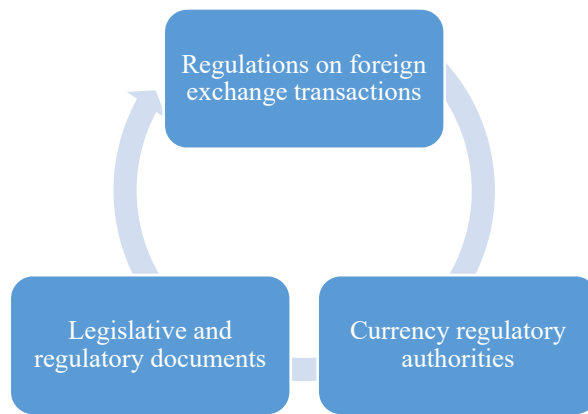 Regulations on foreign
exchange transactions
Legislative and
regulatory documents
Currency regulatory
authorities